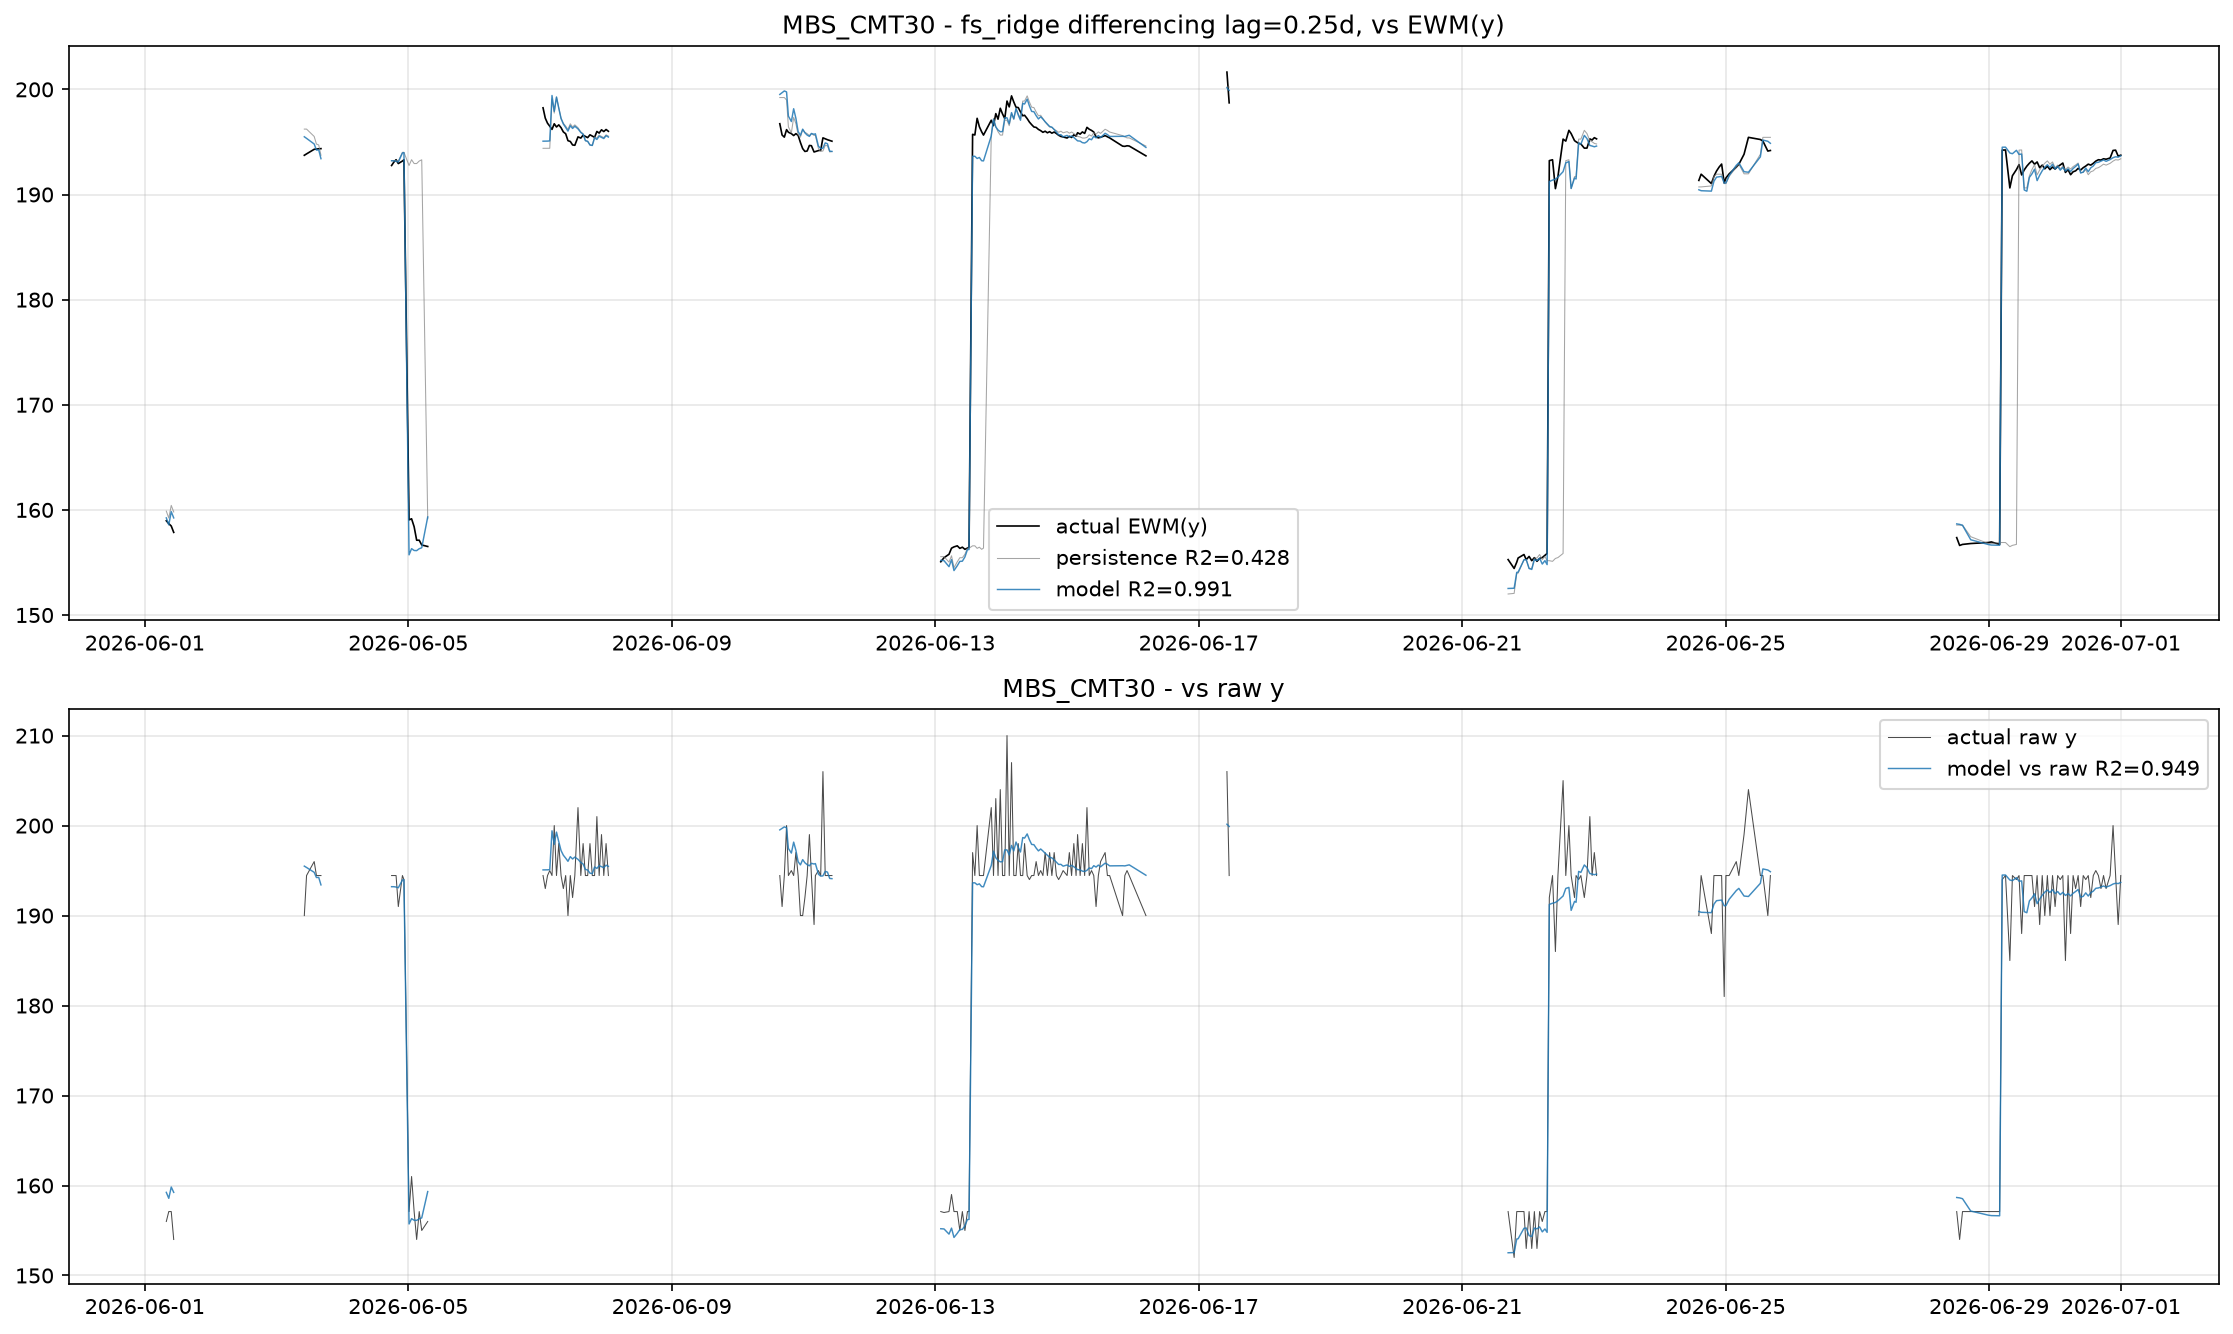 MBS_CMT30 - fs_ridge differencing lag=0.25d, vs EWM(y)
200
190
180
170
160
150
actual EWM(y)
persistence R2=0.428
model R2=0.991
2026-06-01 2026-06-05 2026-06-09 2026-06-13 2026-06-17 2026-06-21 2026-06-25 2026-06-29 2026-07-01
MBS_CMT30 - vs raw y
210
200
190
180
170
160
150
actual raw y
model vs raw R2=0.949
2026-06-01 2026-06-05 2026-06-09 2026-06-13 2026-06-17 2026-06-21 2026-06-25 2026-06-29 2026-07-01